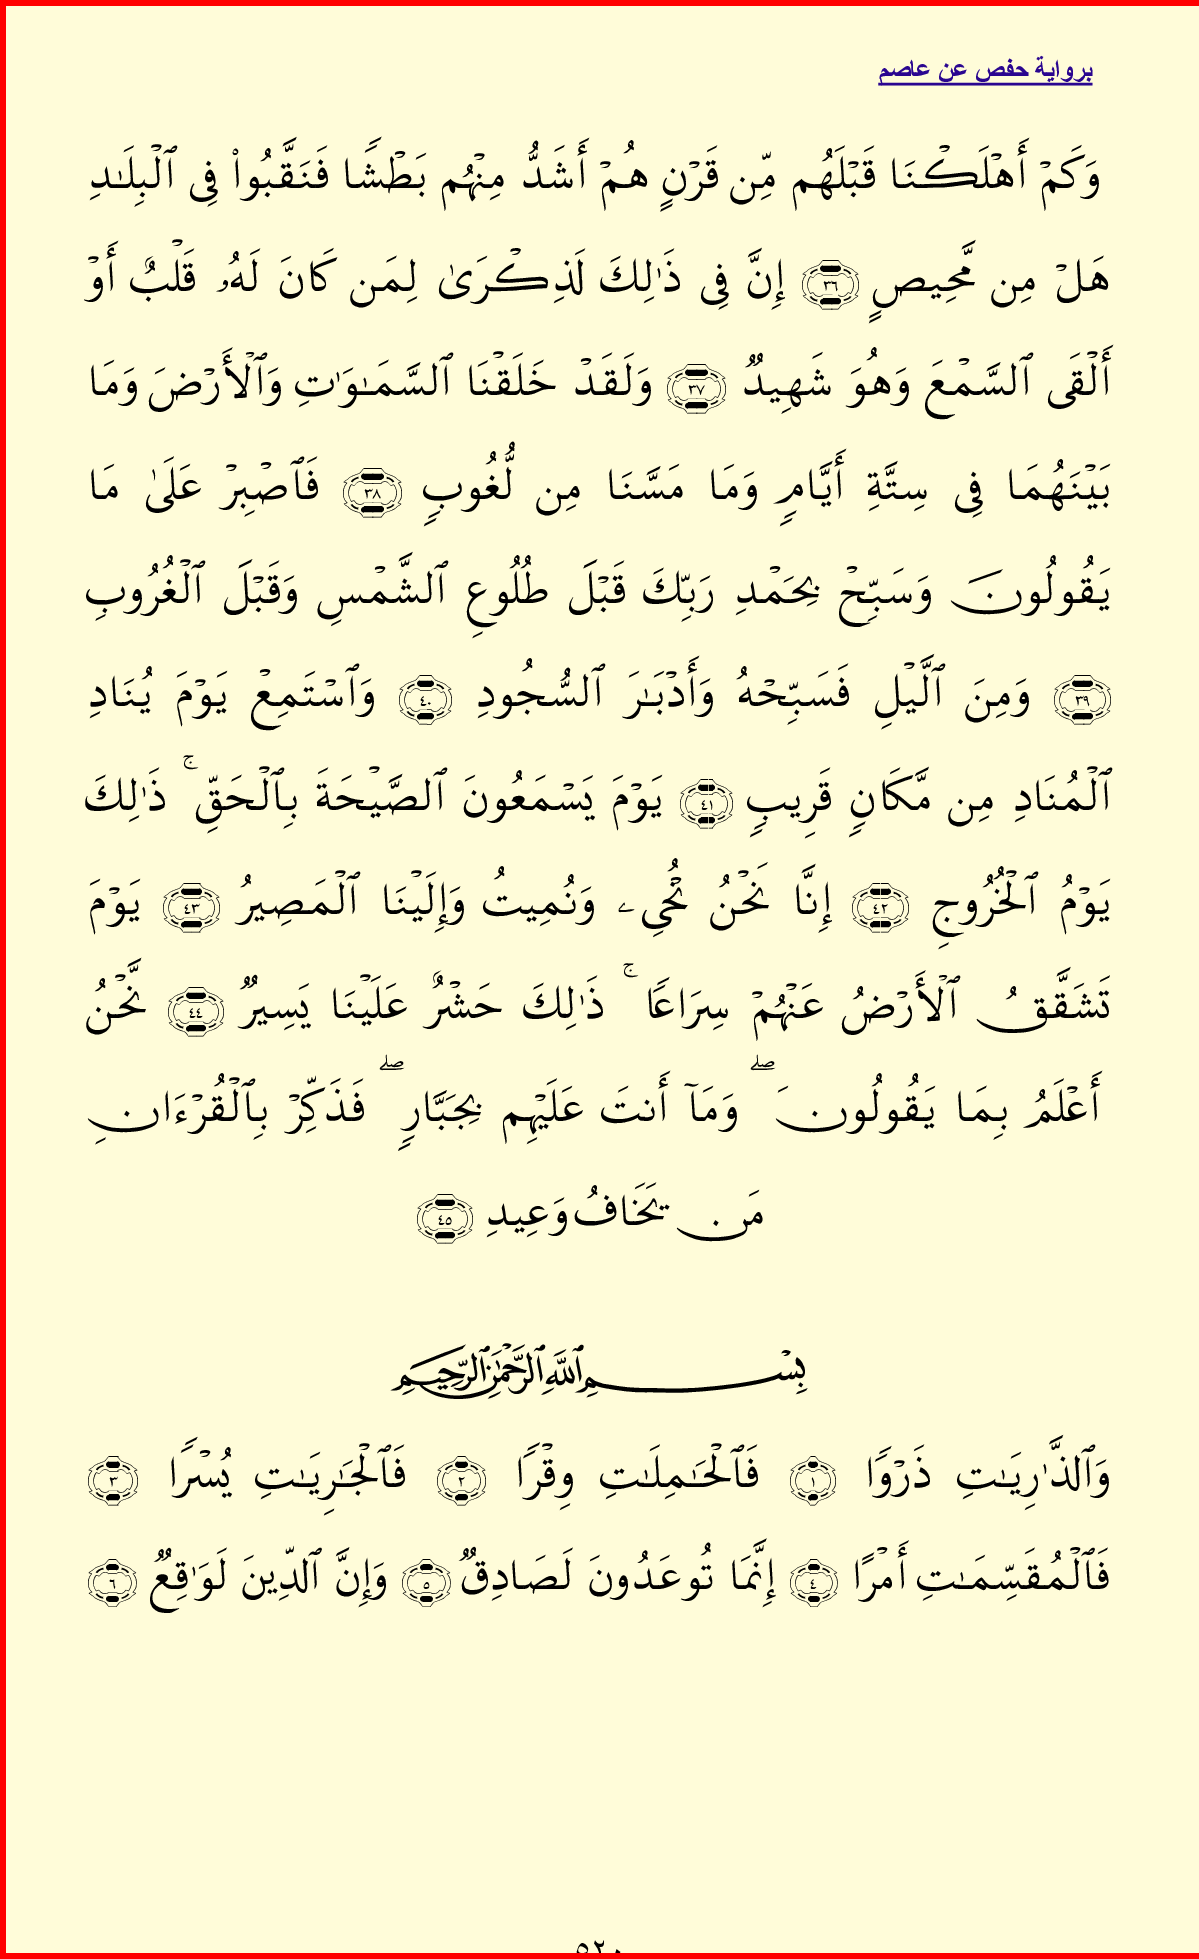 برواية حفص عن عاصم
وَكَمْ أَهْلَكْنَا قَبْلَهُم مِّن قَرْنٍ هُمْ أَشَدُّ مِنْهُم بَطْشًا فَنَقَّبُوا۟ فِى ٱلْبِلَـٰدِ
هَلْ مِن مَّحِيصٍ ٣٦ إِنَّ فِى ذَٰلِكَ لَذِكْرَىٰ لِمَن كَانَ لَهُۥ قَلْبٌ أَوْ
أَلْقَى ٱلسَّمْعَ وَهُوَ شَهِيدٌ ٣٧ وَلَقَدْ خَلَقْنَا ٱلسَّمَـٰوَٰتِ وَٱلْأَرْضَ وَمَا
بَيْنَهُمَا فِى سِتَّةِ أَيَّامٍ وَمَا مَسَّنَا مِن لُّغُوبٍ ٣٨ فَٱصْبِرْ عَلَىٰ مَا
يَقُولُونَ وَسَبِّحْ بِحَمْدِ رَبِّكَ قَبْلَ طُلُوعِ ٱلشَّمْسِ وَقَبْلَ ٱلْغُرُوبِ
٣٩ وَمِنَ ٱلَّيْلِ فَسَبِّحْهُ وَأَدْبَـٰرَ ٱلسُّجُودِ ٤٠ وَٱسْتَمِعْ يَوْمَ يُنَادِ
ٱلْمُنَادِ مِن مَّكَانٍ قَرِيبٍ ٤١ يَوْمَ يَسْمَعُونَ ٱلصَّيْحَةَ بِٱلْحَقِّ ۚ ذَٰلِكَ
يَوْمُ ٱلْخُرُوجِ ٤٢ إِنَّا نَحْنُ نُحْىِۦ وَنُمِيتُ وَإِلَيْنَا ٱلْمَصِيرُ ٤٣ يَوْمَ
تَشَقَّقُ ٱلْأَرْضُ عَنْهُمْ سِرَاعًا ۚ ذَٰلِكَ حَشْرٌ عَلَيْنَا يَسِيرٌ ٤٤ نَّحْنُ
أَعْلَمُ بِمَا يَقُولُونَ ۖ وَمَآ أَنتَ عَلَيْهِم بِجَبَّارٍ ۖ فَذَكِّرْ بِٱلْقُرْءَانِ
مَن يَخَافُ وَعِيدِ ٤٥
بِسْمِ ٱللَّهِ ٱلرَّحْمَـٰنِ ٱلرَّحِيمِ
وَٱلذَّٰرِيَـٰتِ ذَرْوًا ١ فَٱلْحَـٰمِلَـٰتِ وِقْرًا ٢ فَٱلْجَـٰرِيَـٰتِ يُسْرًا ٣
فَٱلْمُقَسِّمَـٰتِ أَمْرًا ٤ إِنَّمَا تُوعَدُونَ لَصَادِقٌ ٥ وَإِنَّ ٱلدِّينَ لَوَٰقِعٌ ٦
٥٢٠